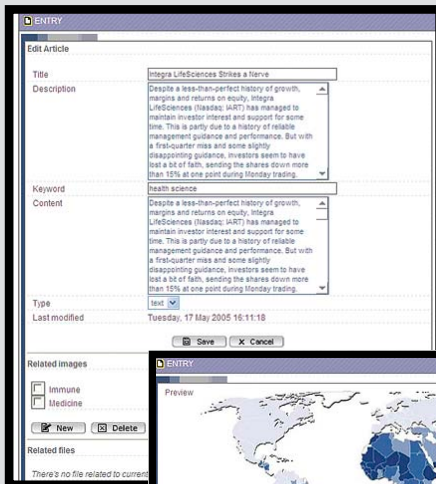 ENTRY
Edit Article
Title
Integra LifeSciences Strikes a Nerve
Description
Despite a less-than-perfect history of growth,
margins and returns on equity, Integra
LifeSciences (Nasdaq: IART) has managed to
maintain investor interest and support for some
time. This is partly due to a history of reliable
management guidance and performance. But with
a first-quarter miss and some slightly
disappointing guidance, investors seem to have
lost a bit of faith, sending the shares down more
than 15% at one point during Monday trading.
Keyword
health science
Content
Despite a less-than-perfect history of growth,
margins and returns on equity, Integra
LifeSciences (Nasdaq: IART) has managed to
maintain investor interest and support for some
time. This is partly due to a history of reliable
management guidance and performance. But with
a first-quarter miss and some slightly
disappointing guidance, investors seem to have
lost a bit of faith, sending the shares down more
than 15% at one point during Monday trading.
Type
text
Last modified
Tuesday, 17 May 2005 16:11:18
Save X Cancel
Related images
Immune
Medicine
New X Delete
Related files
There's no file related to current
ENTRY
Preview